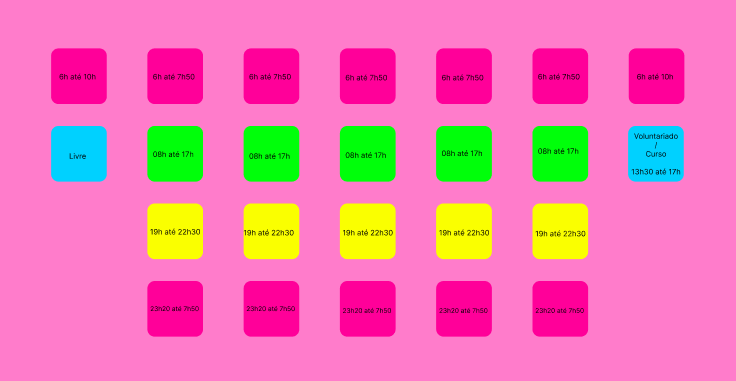 6h até 10h
6h até 7h50
6h até 7h50
6h até 7h50
6h até 7h50
6h até 7h50
6h até 10h
Livre
08h até 17h
08h até 17h
08h até 17h
08h até 17h
08h até 17h
Voluntariado
/
Curso
13h30 até 17h
19h até 22h30
19h até 22h30
19h até 22h30
19h até 22h30
19h até 22h30
23h20 até 7h50
23h20 até 7h50
23h20 até 7h50
23h20 até 7h50
23h20 até 7h50